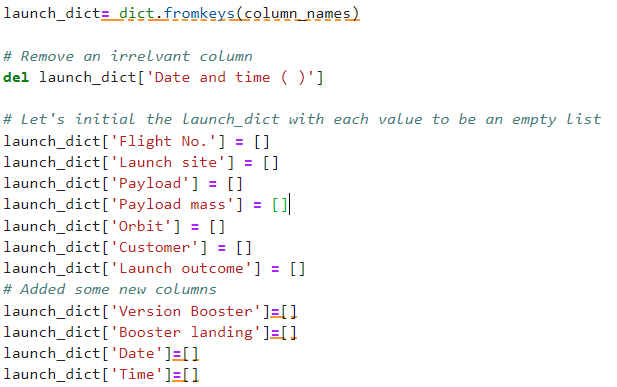 launch_dict= dict.fromkeys(column_names)
# Remove an irrelvant column
del launch_dict['Date and time ( )']
# Let's initial the launch_dict with each value to be an empty list
launch_dict['Flight No.'] = []
launch_dict['Launch site'] = []
launch_dict['Payload'] = []
launch_dict['Payload mass'] = []
launch_dict['Orbit'] = []
launch_dict['Customer'] = []
launch_dict['Launch outcome'] = []
# Added some new columns
launch_dict['Version Booster']=[]
launch_dict['Booster landing']=[]
launch_dict['Date']=[]
launch_dict['Time']=[]